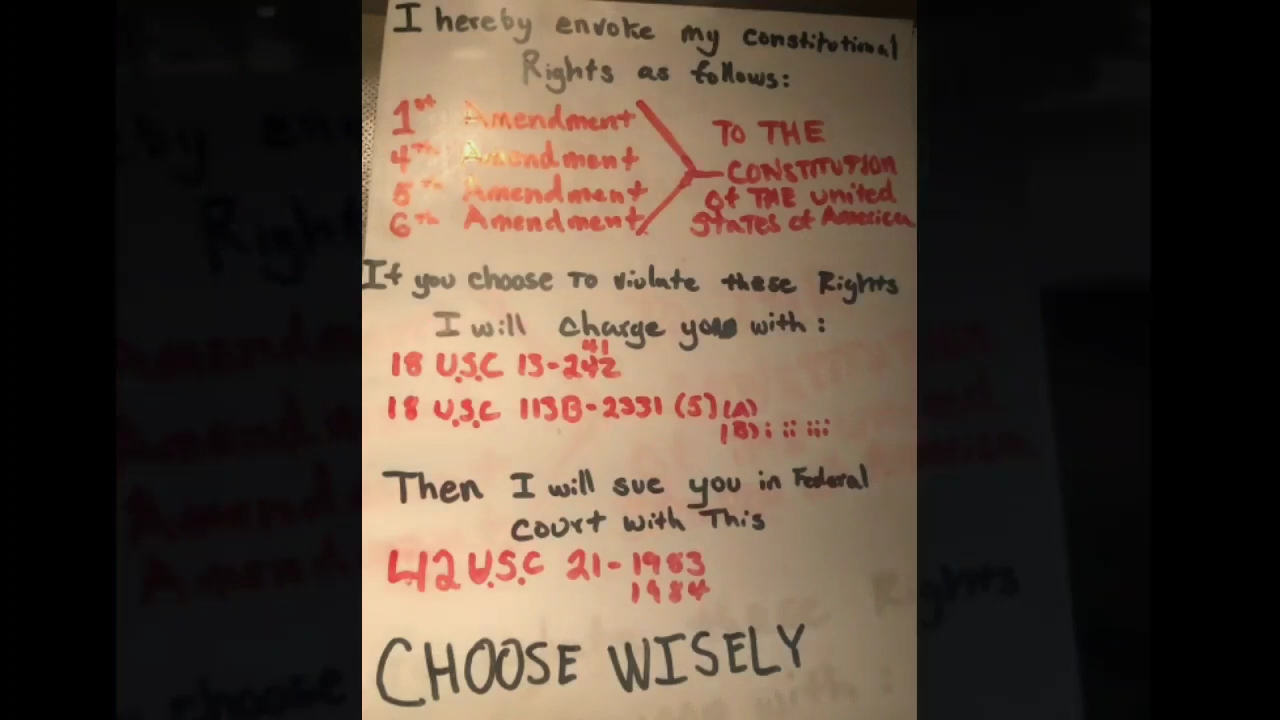 I hereby envoke my constitutional
Rights as follows:
1st Amendment
4th Amendment
5th Amendment
6th Amendment
TO THE
CONSTITUTION
Of THE United
States of America
If you choose To violate these Rights
I will charge you with:
41
18 U.S.C 13-242
18 U.S.C 113B-2331 (5)(A)
(B) i ii iii
Then I will sue you in Federal
court with This
42 U.S.C 21-1983
1984
CHOOSE WISELY